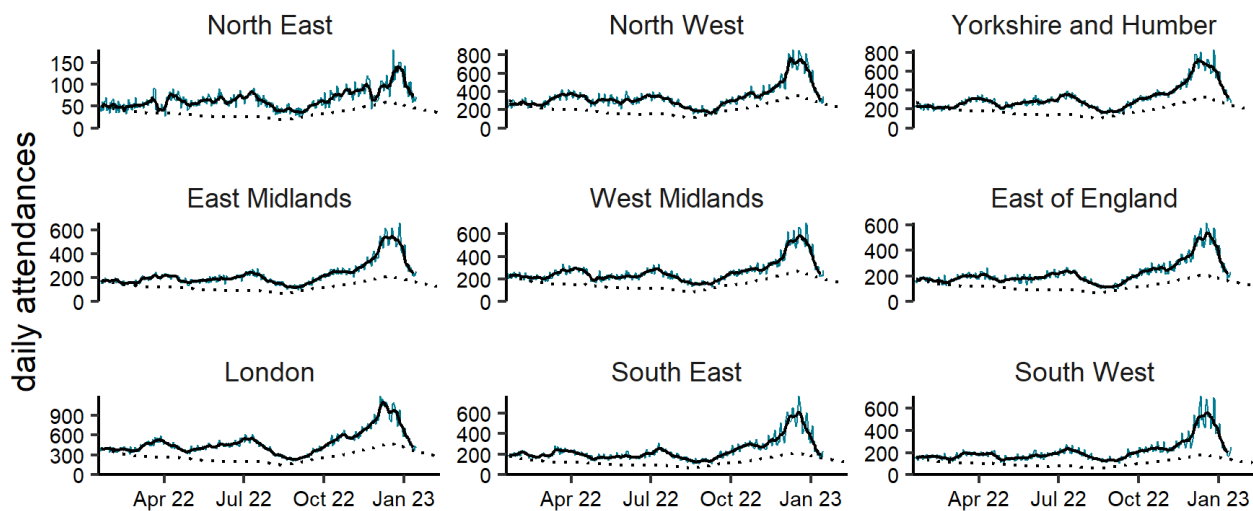 North East
North West
Yorkshire and Humber
150
100
50
0
800
600
400
200
0
800
600
400
200
0
daily attendances
East Midlands
West Midlands
East of England
600
400
200
0
600
400
200
0
600
400
200
0
London
South East
South West
900
600
300
0
600
400
200
0
600
400
200
0
Apr 22 Jul 22 Oct 22 Jan 23
Apr 22 Jul 22 Oct 22 Jan 23
Apr 22 Jul 22 Oct 22 Jan 23